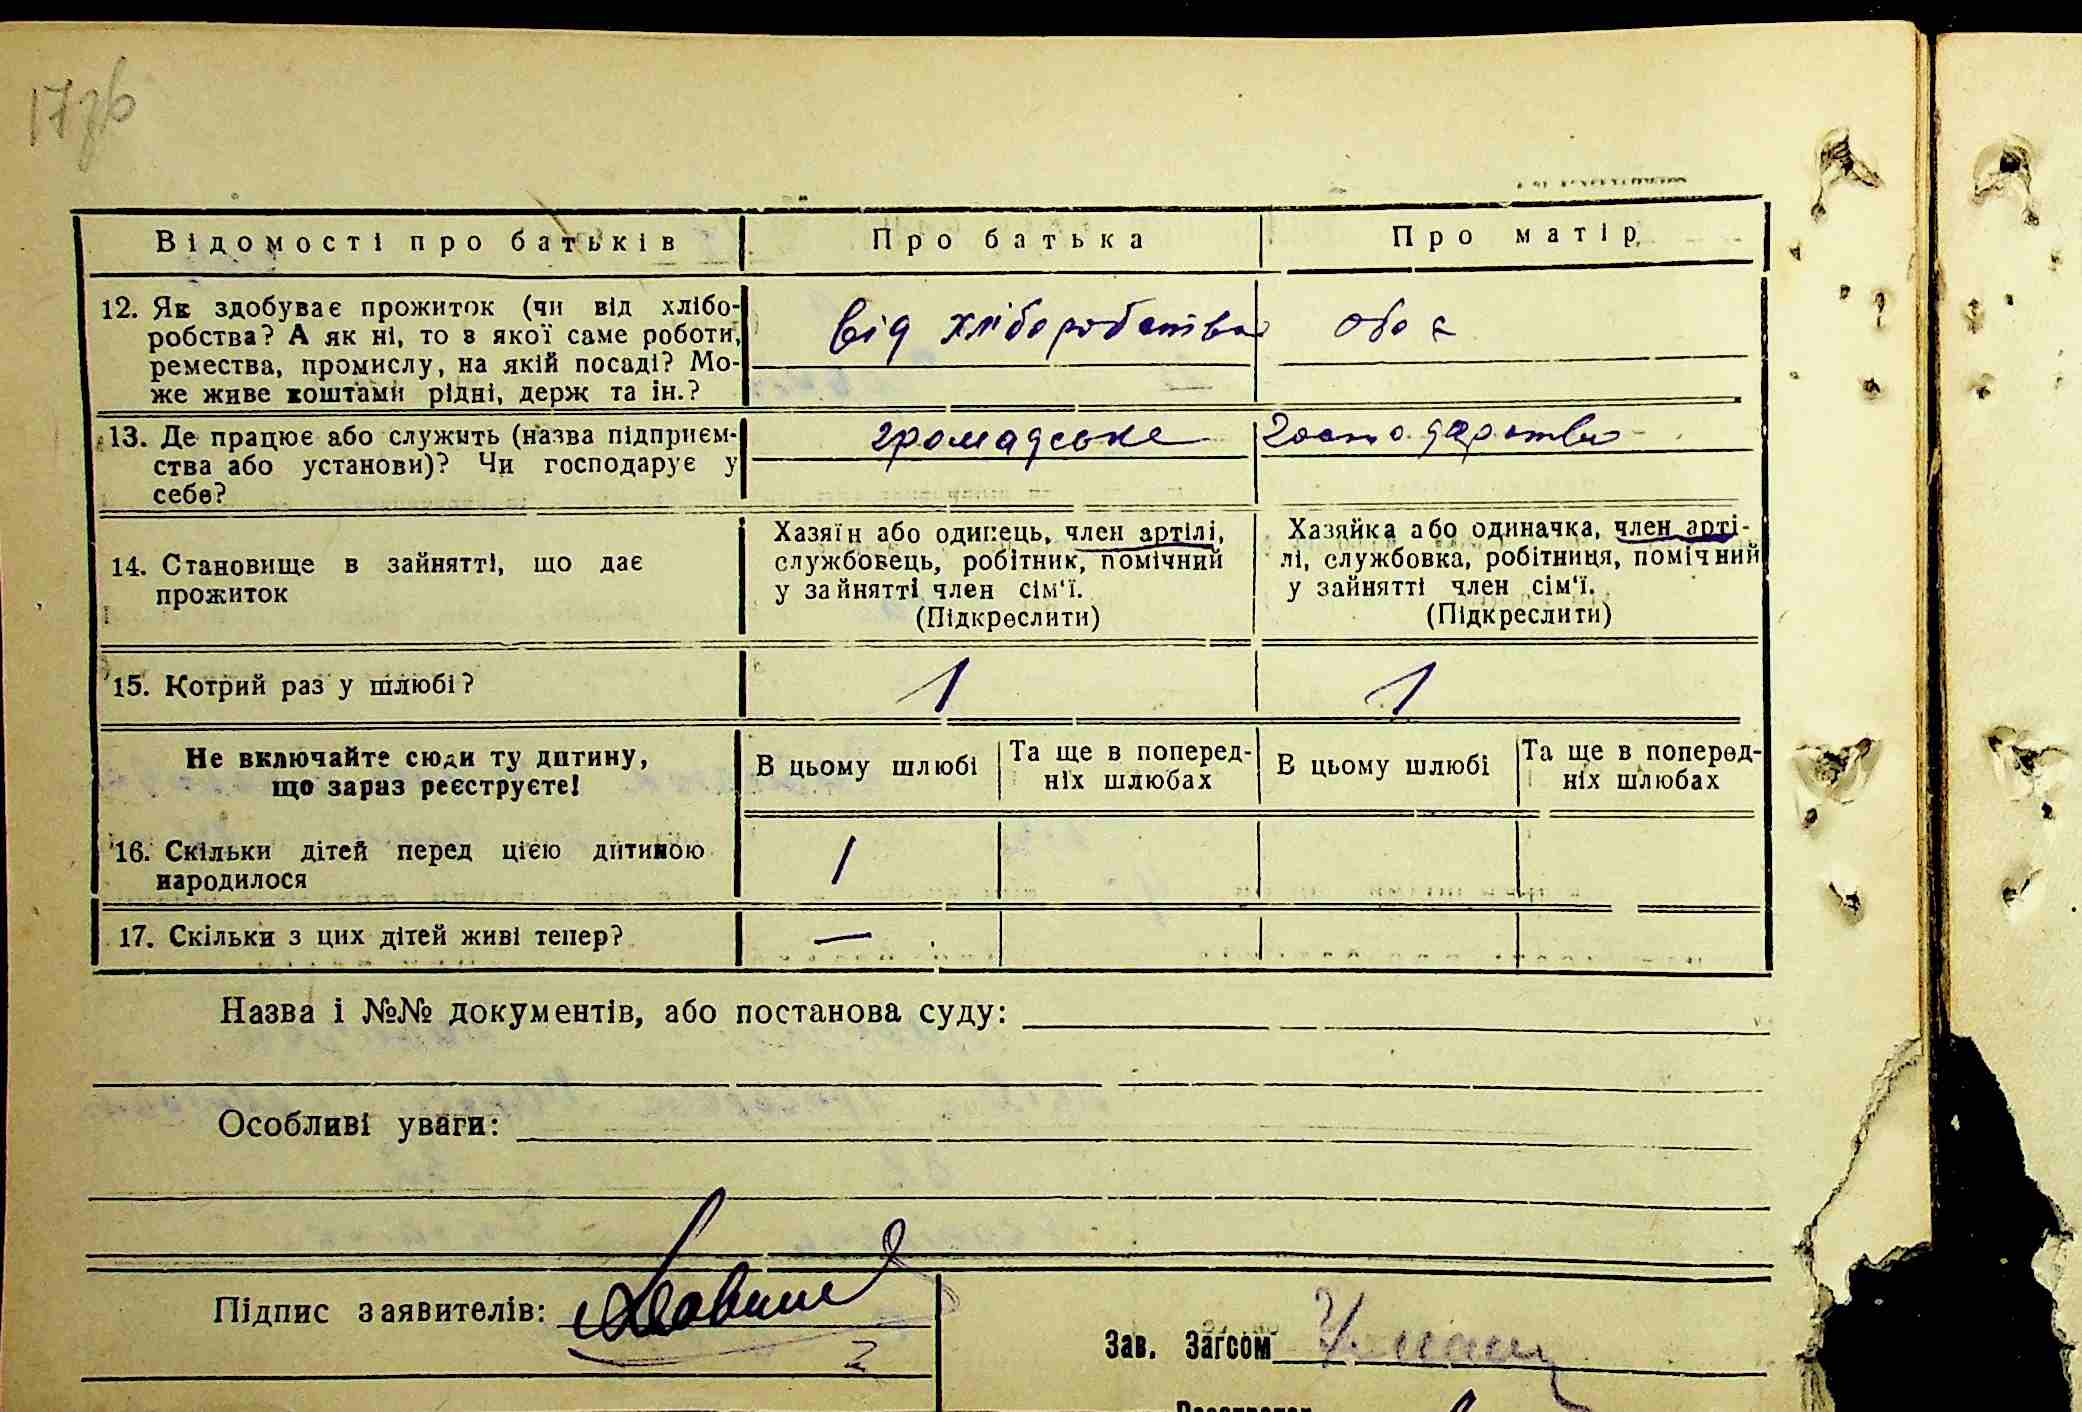 17зв
Відомості про батьків Про батька Про матір
12. Як здобуває прожиток (чи від хлібо-
робства? А як ні, то з якої саме роботи,
ремества, промислу, на якій посаді? Мо-
же живе коштами рідні, держ та ін.?
від хліборобства обоє
13. Де працює або служить (назва підприєм-
ства або установи)? Чи господарує у
себе?
громадське господарство
14. Становище в зайнятті, що дає
прожиток
Хазяїн або одинець, член артілі,
службовець, робітник, помічний
у зайнятті член сім'ї.
(Підкреслити)
Хазяйка або одиначка, член арті-
лі, службовка, робітниця, помічний
у зайнятті член сім'ї.
(Підкреслити)
15. Котрий раз у шлюбі? 1 1
Не включайте сюди ту дитину,
що зараз реєструєте!
В цьому шлюбі
Та ще в поперед-
ніх шлюбах
В цьому шлюбі
Та ще в поперед-
ніх шлюбах
16. Скільки дітей перед цією дитиною
народилося
1
17. Скільки з цих дітей живі тепер? —
Назва і №№ документів, або постанова суду:
Особливі уваги:
Підпис заявителів:
2
Зав. Загсом